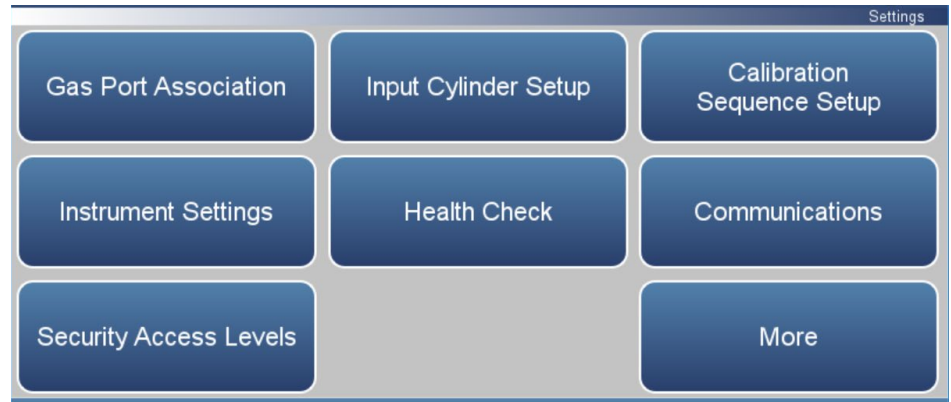 Settings
Gas Port Association
Input Cylinder Setup
Calibration
Sequence Setup
Instrument Settings
Health Check
Communications
Security Access Levels
More